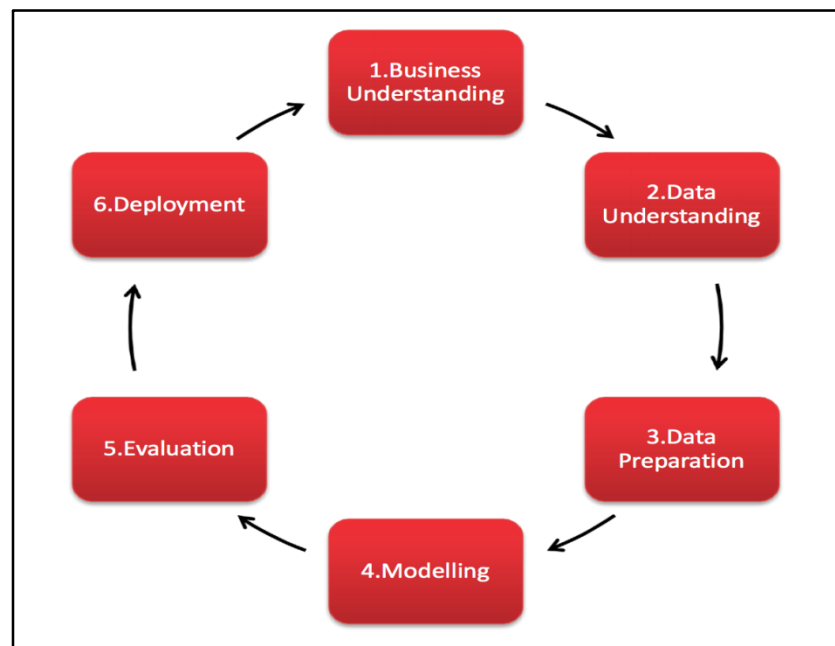 1.Business
Understanding
2.Data
Understanding
3.Data
Preparation
4.Modelling
5.Evaluation
6.Deployment